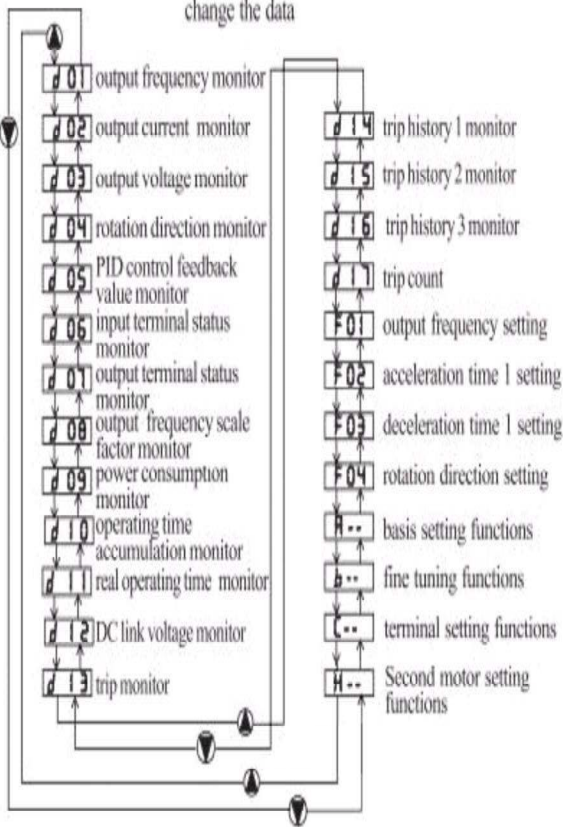 change the data
d 01 output frequency monitor
d 02 output current monitor
d 03 output voltage monitor
d 04 rotation direction monitor
d 05 PID control feedback
value monitor
d 06 input terminal status
monitor
d 07 output terminal status
monitor
d 08 output frequency scale
factor monitor
d 09 power consumption
monitor
d 10 operating time
accumulation monitor
d 11 real operating time monitor
d 12 DC link voltage monitor
d 13 trip monitor
d 14 trip history 1 monitor
d 15 trip history 2 monitor
d 16 trip history 3 monitor
d 17 trip count
F01 output frequency setting
F02 acceleration time 1 setting
F03 deceleration time 1 setting
F04 rotation direction setting
A-- basis setting functions
b-- fine tuning functions
C-- terminal setting functions
H-- Second motor setting
functions